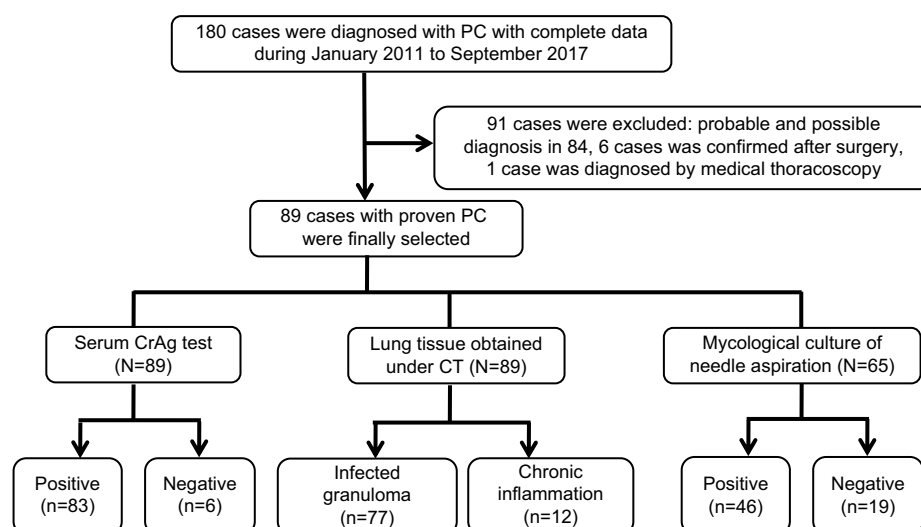 180 cases were diagnosed with PC with complete data
during January 2011 to September 2017
91 cases were excluded: probable and possible
diagnosis in 84, 6 cases was confirmed after surgery,
1 case was diagnosed by medical thoracoscopy
89 cases with proven PC
were finally selected
Serum CrAg test
(N=89)
Lung tissue obtained
under CT (N=89)
Mycological culture of
needle aspiration (N=65)
Positive
(n=83)
Negative
(n=6)
Infected
granuloma
(n=77)
Chronic
inflammation
(n=12)
Positive
(n=46)
Negative
(n=19)